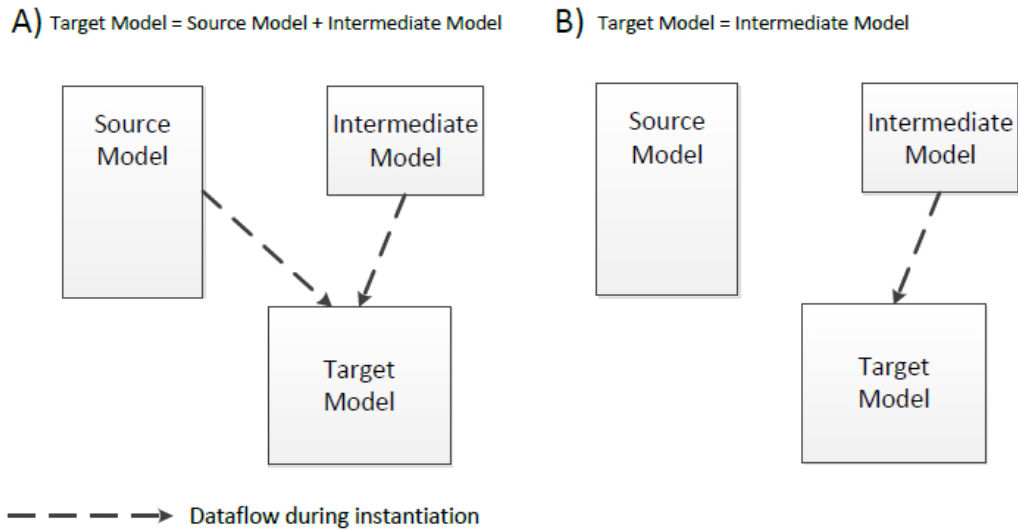 A) Target Model = Source Model + Intermediate Model
B) Target Model = Intermediate Model
Source
Model
Intermediate
Model
Target
Model
Source
Model
Intermediate
Model
Target
Model
Dataflow during instantiation